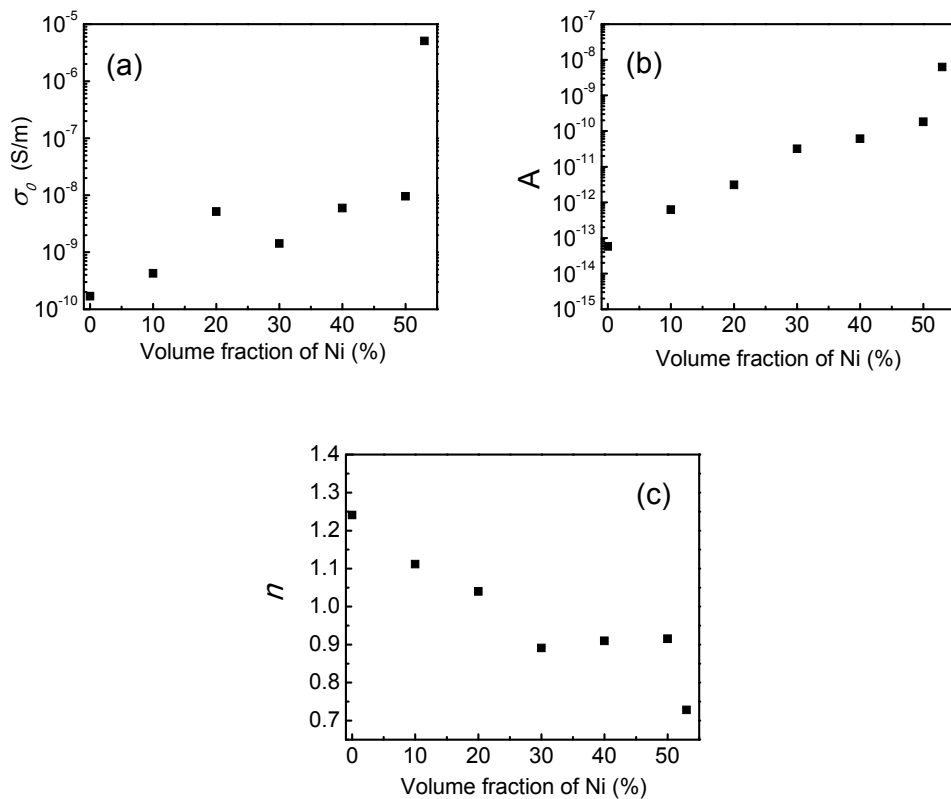 (a)
10⁻⁵
10⁻⁶
10⁻⁷
10⁻⁸
10⁻⁹
10⁻¹⁰
σ₀ (S/m)
0 10 20 30 40 50
Volume fraction of Ni (%)
(b)
10⁻⁷
10⁻⁸
10⁻⁹
10⁻¹⁰
10⁻¹¹
10⁻¹²
10⁻¹³
10⁻¹⁴
10⁻¹⁵
A
0 10 20 30 40 50
Volume fraction of Ni (%)
(c)
1.4
1.3
1.2
1.1
1.0
0.9
0.8
0.7
n
0 10 20 30 40 50
Volume fraction of Ni (%)